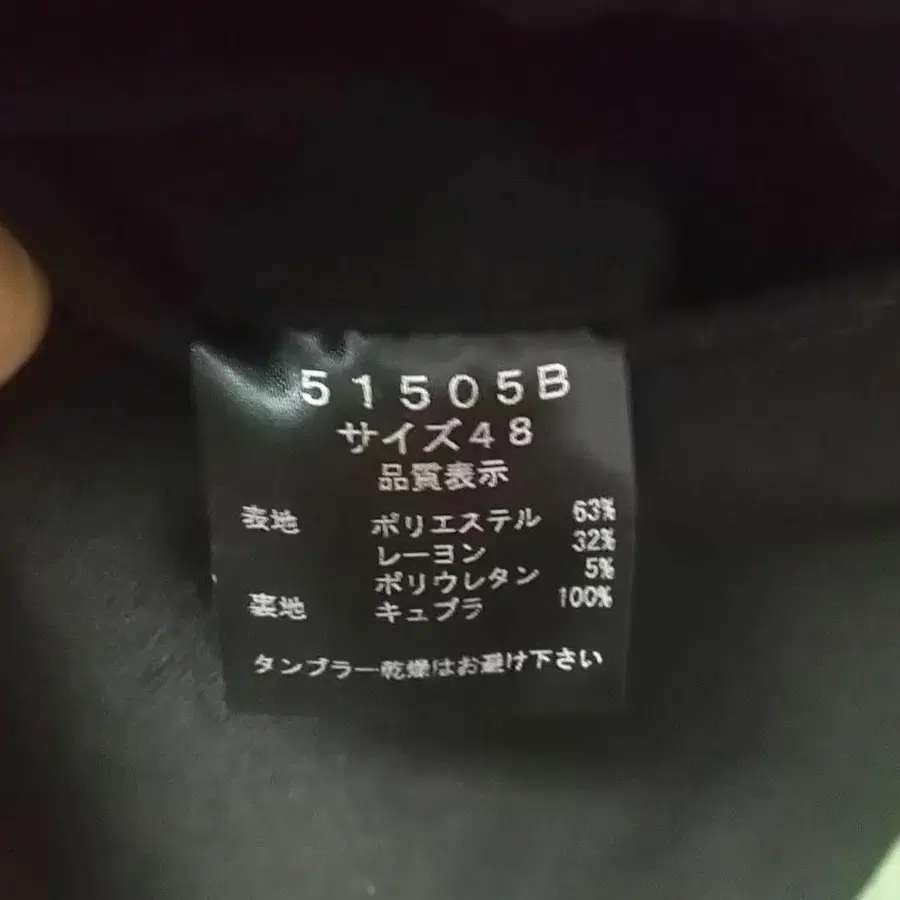 51505B
サイズ48
品質表示
表地 ポリエステル 63%
レーヨン 32%
ポリウレタン 5%
裏地 キュプラ 100%
タンブラー乾燥はお避け下さい